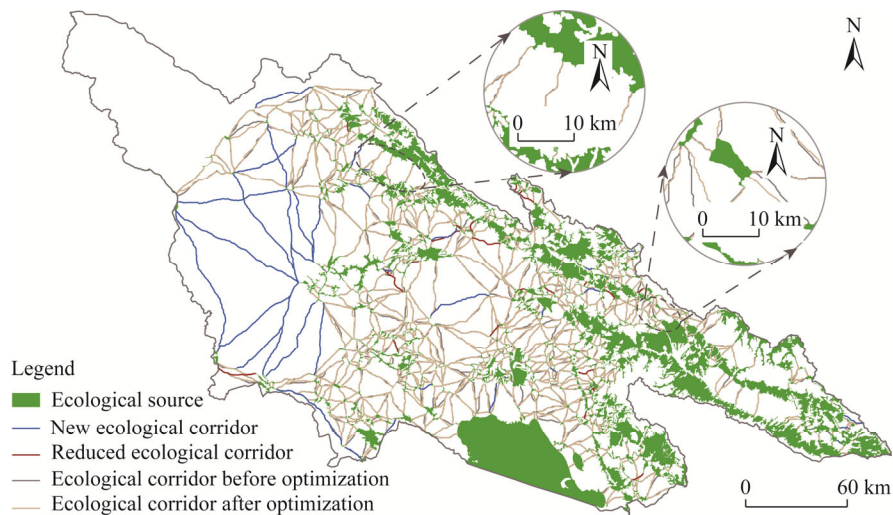 N
N
0 10 km
N
0 10 km
Legend
Ecological source
New ecological corridor
Reduced ecological corridor
Ecological corridor before optimization
Ecological corridor after optimization
0 60 km